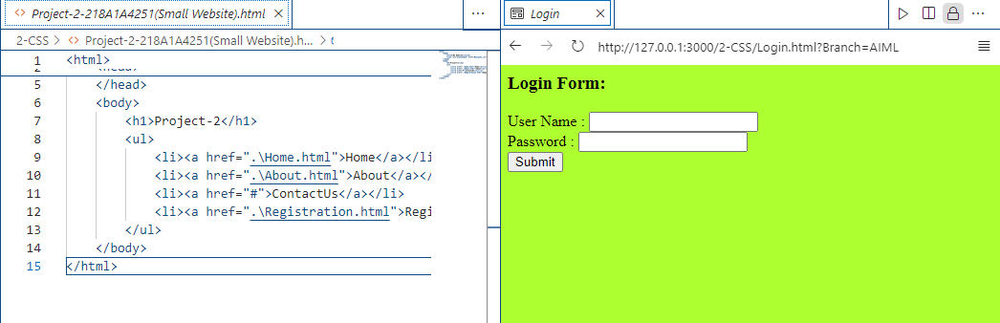 Project-2-218A1A4251(Small Website).html
2-CSS > Project-2-218A1A4251(Small Website).h... >
1 <html>
5 </head>
6 <body>
7 <h1>Project-2</h1>
8 <ul>
9 <li><a href=".\Home.html">Home</a></li
10 <li><a href=".\About.html">About</a></
11 <li><a href="#">ContactUs</a></li>
12 <li><a href=".\Registration.html">Regi
13 </ul>
14 </body>
15 </html>
Login
http://127.0.0.1:3000/2-CSS/Login.html?Branch=AIML
Login Form:
User Name :
Password :
Submit